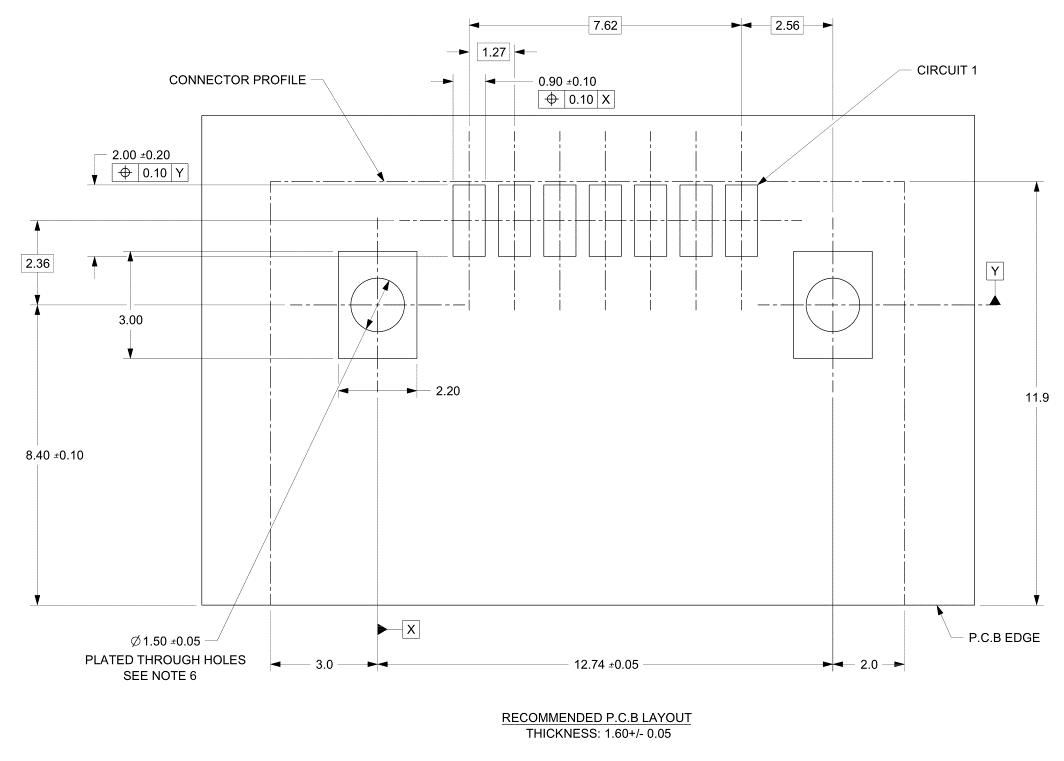 7.62
2.56
1.27
CONNECTOR PROFILE
0.90 ±0.10
⌖ 0.10 X
CIRCUIT 1
2.00 ±0.20
⌖ 0.10 Y
2.36
Y
3.00
2.20
11.9
8.40 ±0.10
X
Ø1.50 ±0.05
PLATED THROUGH HOLES
SEE NOTE 6
P.C.B EDGE
3.0
12.74 ±0.05
2.0
RECOMMENDED P.C.B LAYOUT
THICKNESS: 1.60+/- 0.05